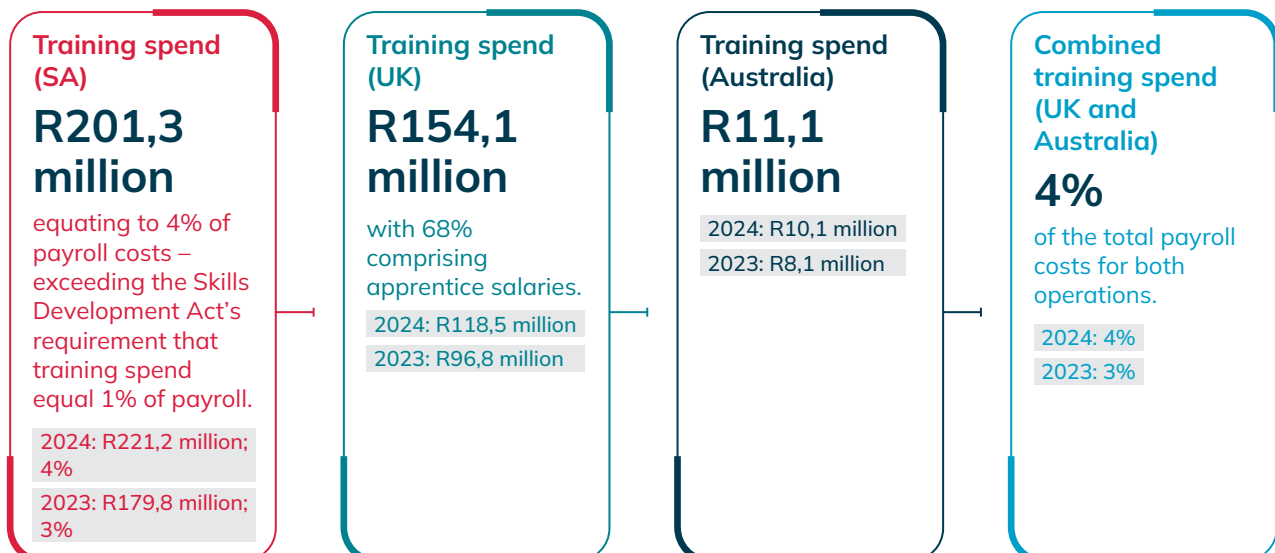 Training spend
(SA)
R201,3
million
equating to 4% of
payroll costs –
exceeding the Skills
Development Act’s
requirement that
training spend
equal 1% of payroll.
2024: R221,2 million;
4%
2023: R179,8 million;
3%
Training spend
(UK)
R154,1
million
with 68%
comprising
apprentice salaries.
2024: R118,5 million
2023: R96,8 million
Training spend
(Australia)
R11,1
million
2024: R10,1 million
2023: R8,1 million
Combined
training spend
(UK and
Australia)
4%
of the total payroll
costs for both
operations.
2024: 4%
2023: 3%